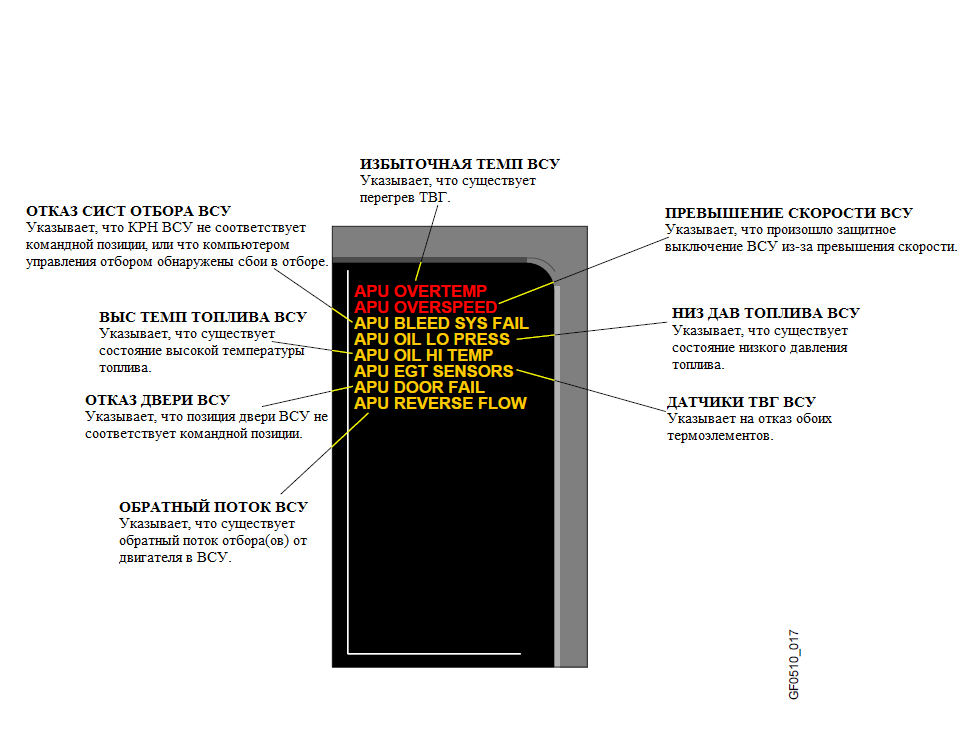 ИЗБЫТОЧНАЯ ТЕМП ВСУ
Указывает, что существует
перегрев ТВГ.
ОТКАЗ СИСТ ОТБОРА ВСУ
Указывает, что КРН ВСУ не соответствует
командной позиции, или что компьютером
управления отбором обнаружены сбои в отборе.
ПРЕВЫШЕНИЕ СКОРОСТИ ВСУ
Указывает, что произошло защитное
выключение ВСУ из-за превышения скорости.
ВЫС ТЕМП ТОПЛИВА ВСУ
Указывает, что существует
состояние высокой температуры
топлива.
НИЗ ДАВ ТОПЛИВА ВСУ
Указывает, что существует
состояние низкого давления
топлива.
ОТКАЗ ДВЕРИ ВСУ
Указывает, что позиция двери ВСУ не
соответствует командной позиции.
ДАТЧИКИ ТВГ ВСУ
Указывает на отказ обоих
термоэлементов.
ОБРАТНЫЙ ПОТОК ВСУ
Указывает, что существует
обратный поток отбора(ов) от
двигателя в ВСУ.
APU OVERTEMP
APU OVERSPEED
APU BLEED SYS FAIL
APU OIL LO PRESS
APU OIL HI TEMP
APU EGT SENSORS
APU DOOR FAIL
APU REVERSE FLOW
GF0510_017